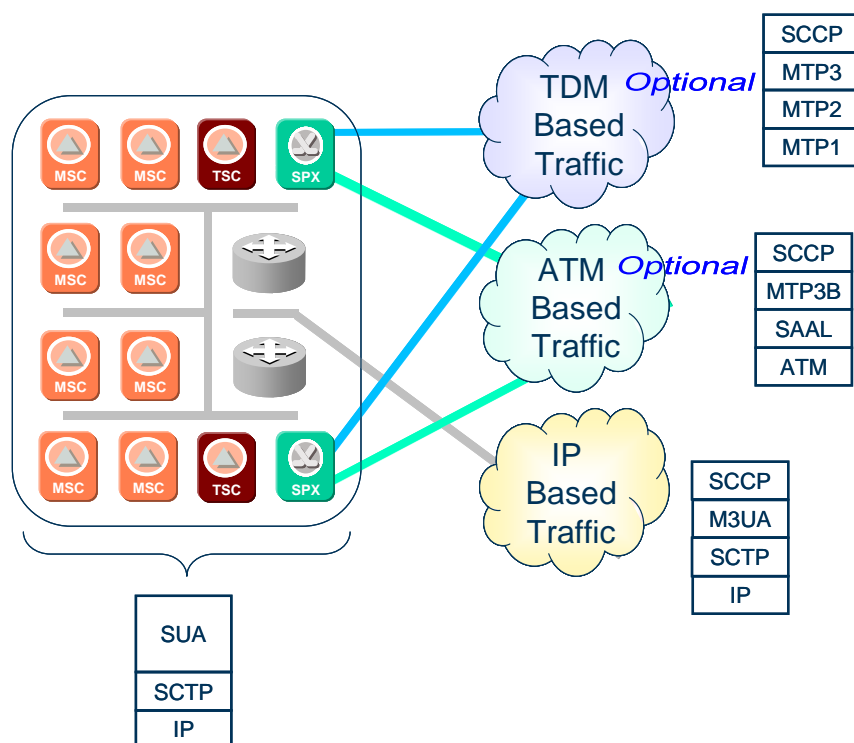 MSC
MSC
TSC
SPX
MSC
MSC
MSC
MSC
MSC
MSC
TSC
SPX
SUA
SCTP
IP
TDM
Based
Traffic
Optional
SCCP
MTP3
MTP2
MTP1
ATM
Based
Traffic
Optional
SCCP
MTP3B
SAAL
ATM
IP
Based
Traffic
SCCP
M3UA
SCTP
IP